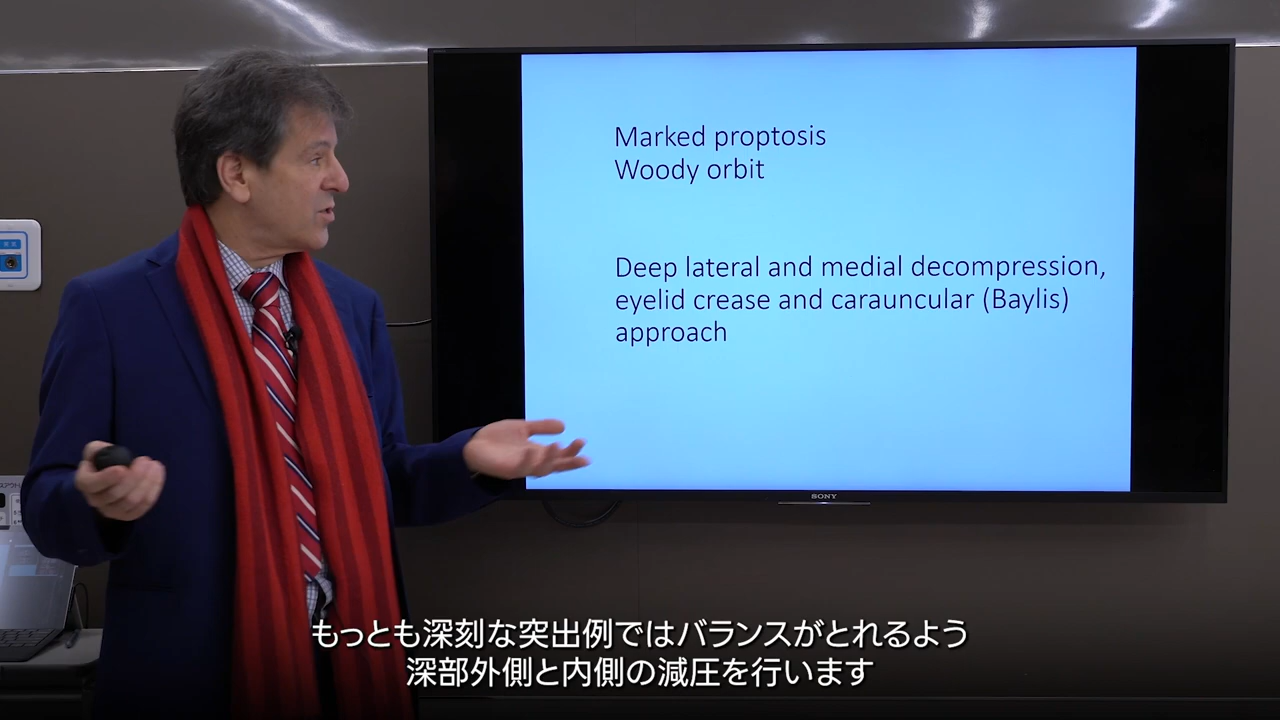 Marked proptosis
Woody orbit
Deep lateral and medial decompression,
eyelid crease and carauncular (Baylis)
approach
SONY
もっとも深刻な突出例ではバランスがとれるよう
深部外側と内側の減圧を行います